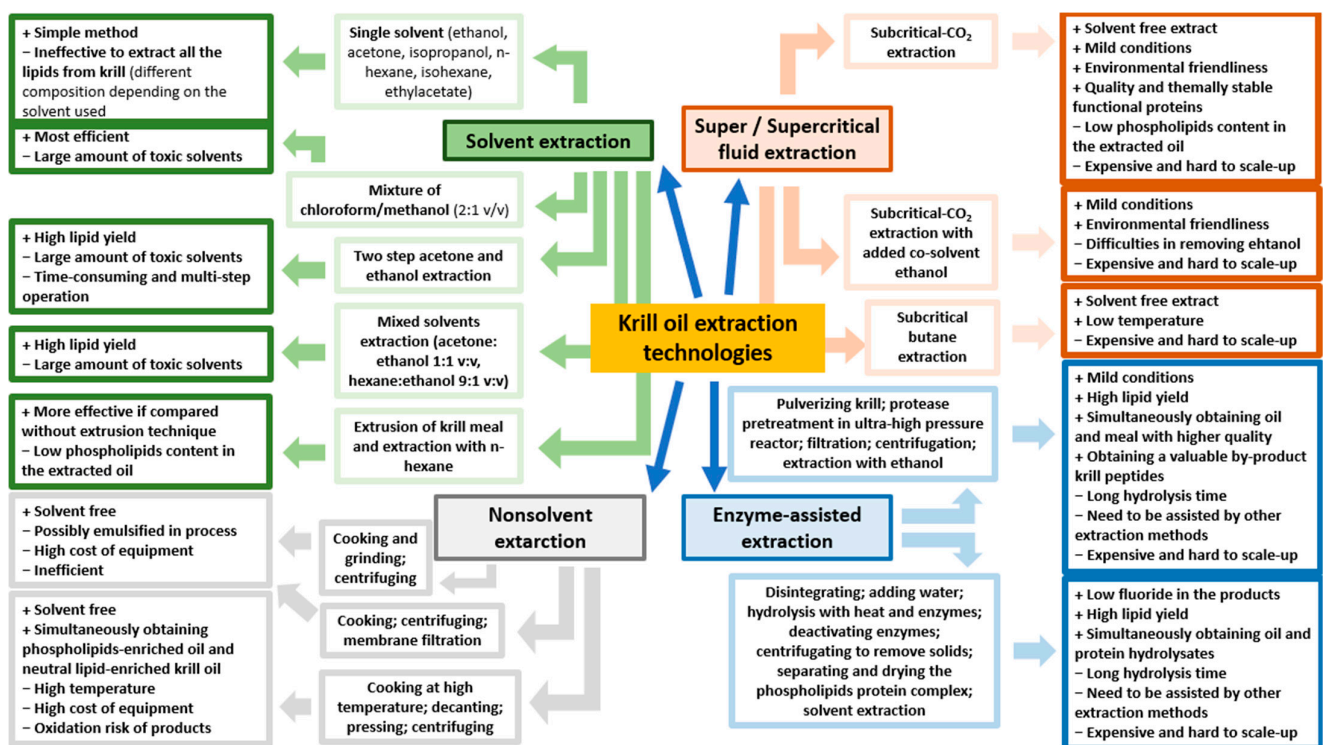 + Simple method
− Ineffective to extract all the
lipids from krill (different
composition depending on the
solvent used
+ Most efficient
− Large amount of toxic solvents
+ High lipid yield
− Large amount of toxic solvents
− Time-consuming and multi-step
operation
+ High lipid yield
− Large amount of toxic solvents
+ More effective if compared
without extrusion technique
− Low phospholipids content in
the extracted oil
+ Solvent free
− Possibly emulsified in process
− High cost of equipment
− Inefficient
+ Solvent free
+ Simultaneously obtaining
phospholipids-enriched oil and
neutral lipid-enriched krill oil
− High temperature
− High cost of equipment
− Oxidation risk of products
Single solvent (ethanol,
acetone, isopropanol, n-
hexane, isohexane,
ethylacetate)
Solvent extraction
Mixture of
chloroform/methanol (2:1 v/v)
Two step acetone and
ethanol extraction
Mixed solvents
extraction (acetone:
ethanol 1:1 v:v,
hexane:ethanol 9:1 v:v)
Extrusion of krill meal
and extraction with n-
hexane
Nonsolvent
extarction
Cooking and
grinding;
centrifuging
Cooking; centrifuging;
membrane filtration
Cooking at high
temperature; decanting;
pressing; centrifuging
Krill oil extraction
technologies
Super / Supercritical
fluid extraction
Subcritical-CO₂
extraction
Subcritical-CO₂
extraction with
added co-solvent
ethanol
Subcritical
butane
extraction
Pulverizing krill; protease
pretreatment in ultra-high pressure
reactor; filtration; centrifugation;
extraction with ethanol
Enzyme-assisted
extraction
Disintegrating; adding water;
hydrolysis with heat and enzymes;
deactivating enzymes;
centrifugating to remove solids;
separating and drying the
phospholipids protein complex;
solvent extraction
+ Solvent free extract
+ Mild conditions
+ Environmental friendliness
+ Quality and themally stable
functional proteins
− Low phospholipids content in
the extracted oil
− Expensive and hard to scale-up
+ Mild conditions
+ Environmental friendliness
− Difficulties in removing ehtanol
− Expensive and hard to scale-up
+ Solvent free extract
+ Low temperature
− Expensive and hard to scale-up
+ Mild conditions
+ High lipid yield
+ Simultaneously obtaining oil
and meal with higher quality
+ Obtaining a valuable by-product
krill peptides
− Long hydrolysis time
− Need to be assisted by other
extraction methods
− Expensive and hard to scale-up
+ Low fluoride in the products
+ High lipid yield
+ Simultaneously obtaining oil and
protein hydrolysates
− Long hydrolysis time
− Need to be assisted by other
extraction methods
− Expensive and hard to scale-up